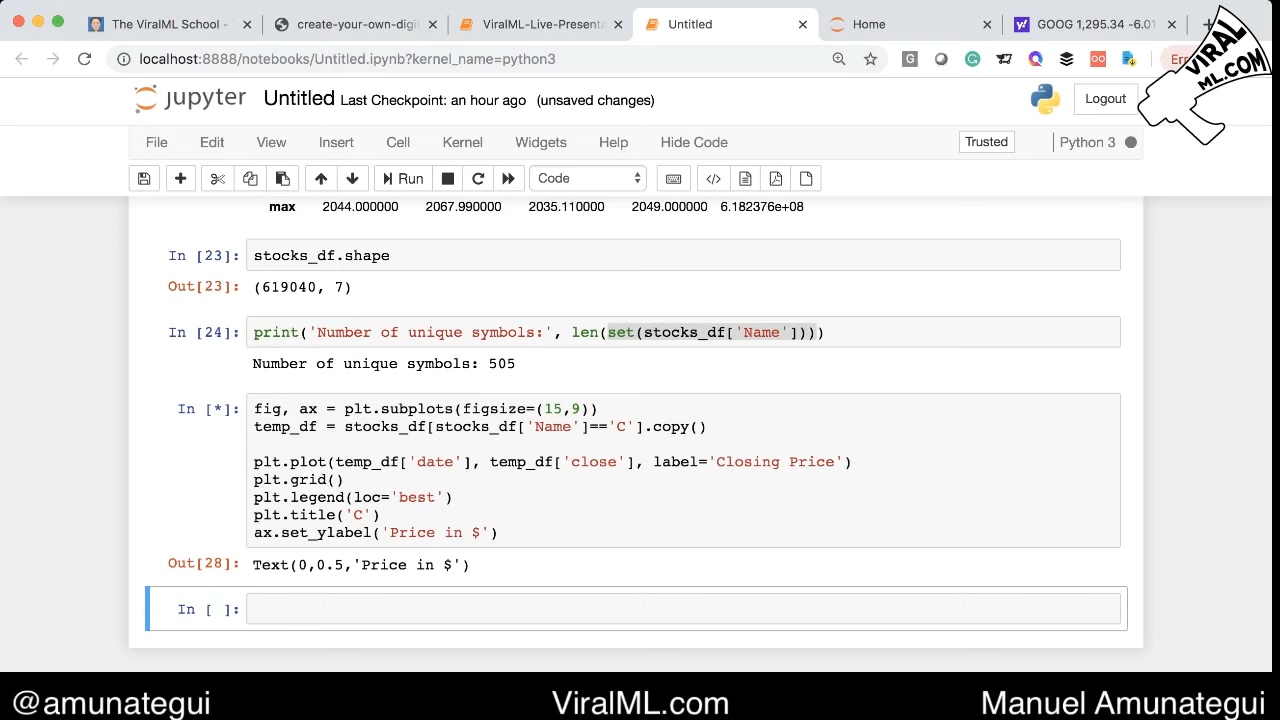 The ViralML School -
create-your-own-digi
ViralML-Live-Presenta
Untitled
Home
GOOG 1,295.34 -6.01
localhost:8888/notebooks/Untitled.ipynb?kernel_name=python3
Err
VIRAL
ML.COM
jupyter Untitled Last Checkpoint: an hour ago (unsaved changes)
Logout
File Edit View Insert Cell Kernel Widgets Help Hide Code Trusted Python 3
Run Code
max 2044.000000 2067.990000 2035.110000 2049.000000 6.182376e+08
In [23]: stocks_df.shape
Out[23]: (619040, 7)
In [24]: print('Number of unique symbols:', len(set(stocks_df['Name'])))
Number of unique symbols: 505
In [*]: fig, ax = plt.subplots(figsize=(15,9))
temp_df = stocks_df[stocks_df['Name']=='C'].copy()
plt.plot(temp_df['date'], temp_df['close'], label='Closing Price')
plt.grid()
plt.legend(loc='best')
plt.title('C')
ax.set_ylabel('Price in $')
Out[28]: Text(0,0.5,'Price in $')
In [ ]:
@amunategui ViralML.com Manuel Amunategui